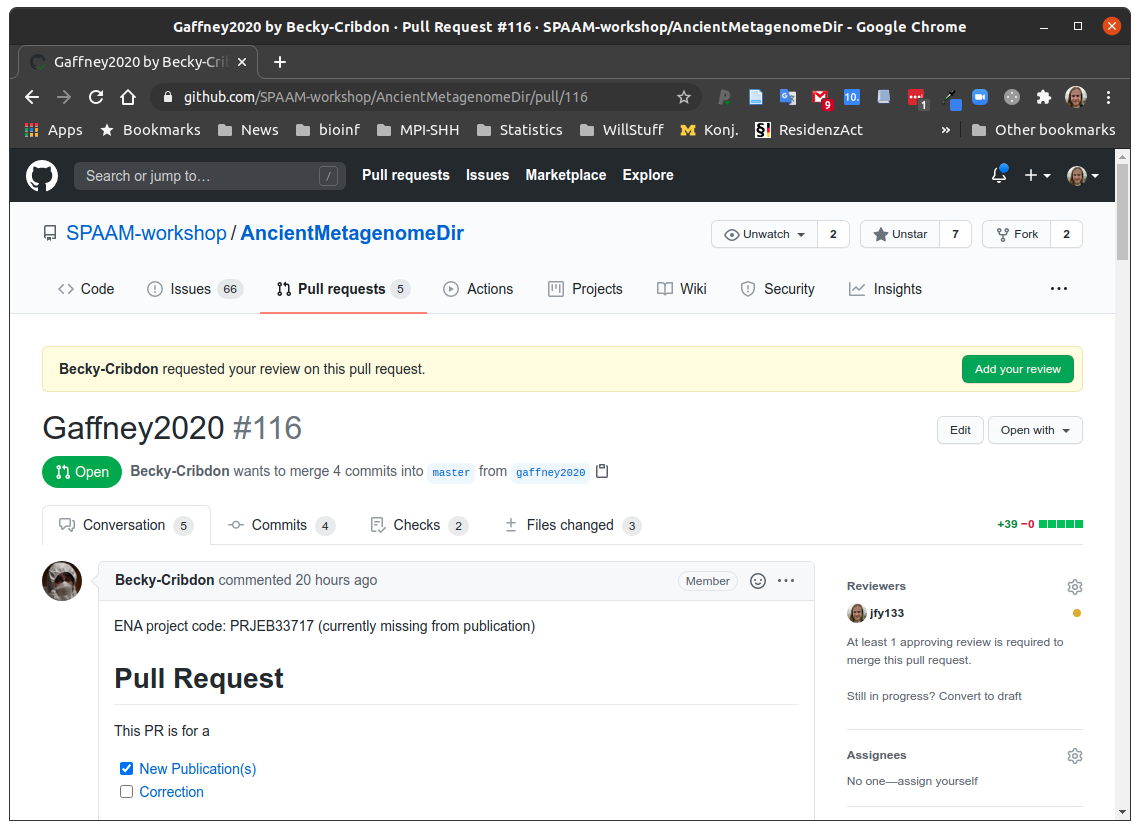 Gaffney2020 by Becky-Cribdon · Pull Request #116 · SPAAM-workshop/AncientMetagenomeDir - Google Chrome
Gaffney2020 by Becky-Cri
github.com/SPAAM-workshop/AncientMetagenomeDir/pull/116
9 10. 1
Apps Bookmarks News bioinf MPI-SHH Statistics WillStuff Konj. ResidenzAct » Other bookmarks
Search or jump to… / Pull requests Issues Marketplace Explore
SPAAM-workshop / AncientMetagenomeDir Unwatch 2 Unstar 7 Fork 2
Code Issues 66 Pull requests 5 Actions Projects Wiki Security Insights
Becky-Cribdon requested your review on this pull request. Add your review
Gaffney2020 #116 Edit Open with
Open Becky-Cribdon wants to merge 4 commits into master from gaffney2020
Conversation 5 Commits 4 Checks 2 Files changed 3 +39 −0
Becky-Cribdon commented 20 hours ago Member
ENA project code: PRJEB33717 (currently missing from publication)
Pull Request
This PR is for a
New Publication(s)
Correction
Reviewers
jfy133
At least 1 approving review is required to
merge this pull request.
Still in progress? Convert to draft
Assignees
No one—assign yourself